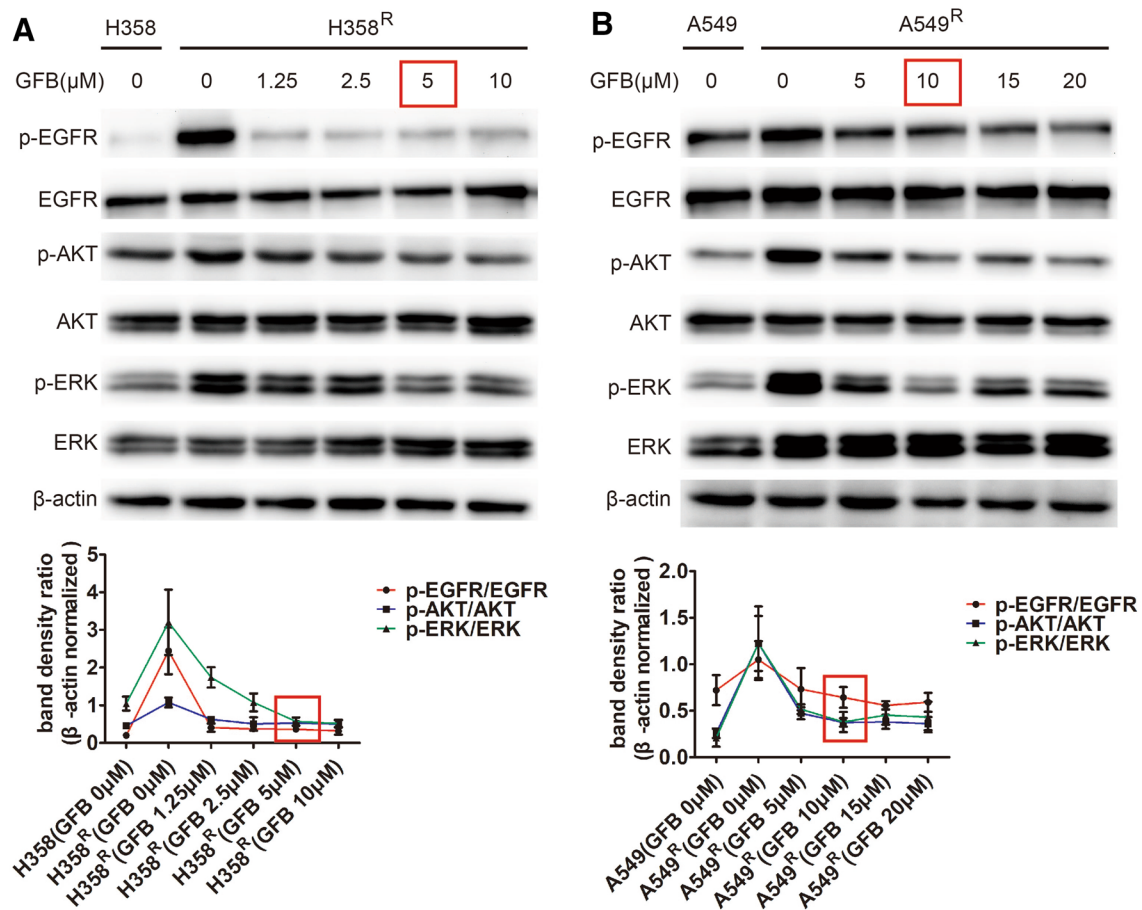 A
H358 H358R
GFB(μM) 0 0 1.25 2.5 5 10
p-EGFR
EGFR
p-AKT
AKT
p-ERK
ERK
β-actin
band density ratio
(β -actin normalized )
5
4
3
2
1
0
p-EGFR/EGFR
p-AKT/AKT
p-ERK/ERK
H358(GFB 0μM)
H358R(GFB 0μM)
H358R(GFB 1.25μM)
H358R(GFB 2.5μM)
H358R(GFB 5μM)
H358R(GFB 10μM)
B
A549 A549R
GFB(μM) 0 0 5 10 15 20
p-EGFR
EGFR
p-AKT
AKT
p-ERK
ERK
β-actin
band density ratio
(β -actin normalized )
2.0
1.5
1.0
0.5
0.0
p-EGFR/EGFR
p-AKT/AKT
p-ERK/ERK
A549(GFB 0μM)
A549R(GFB 0μM)
A549R(GFB 5μM)
A549R(GFB 10μM)
A549R(GFB 15μM)
A549R(GFB 20μM)